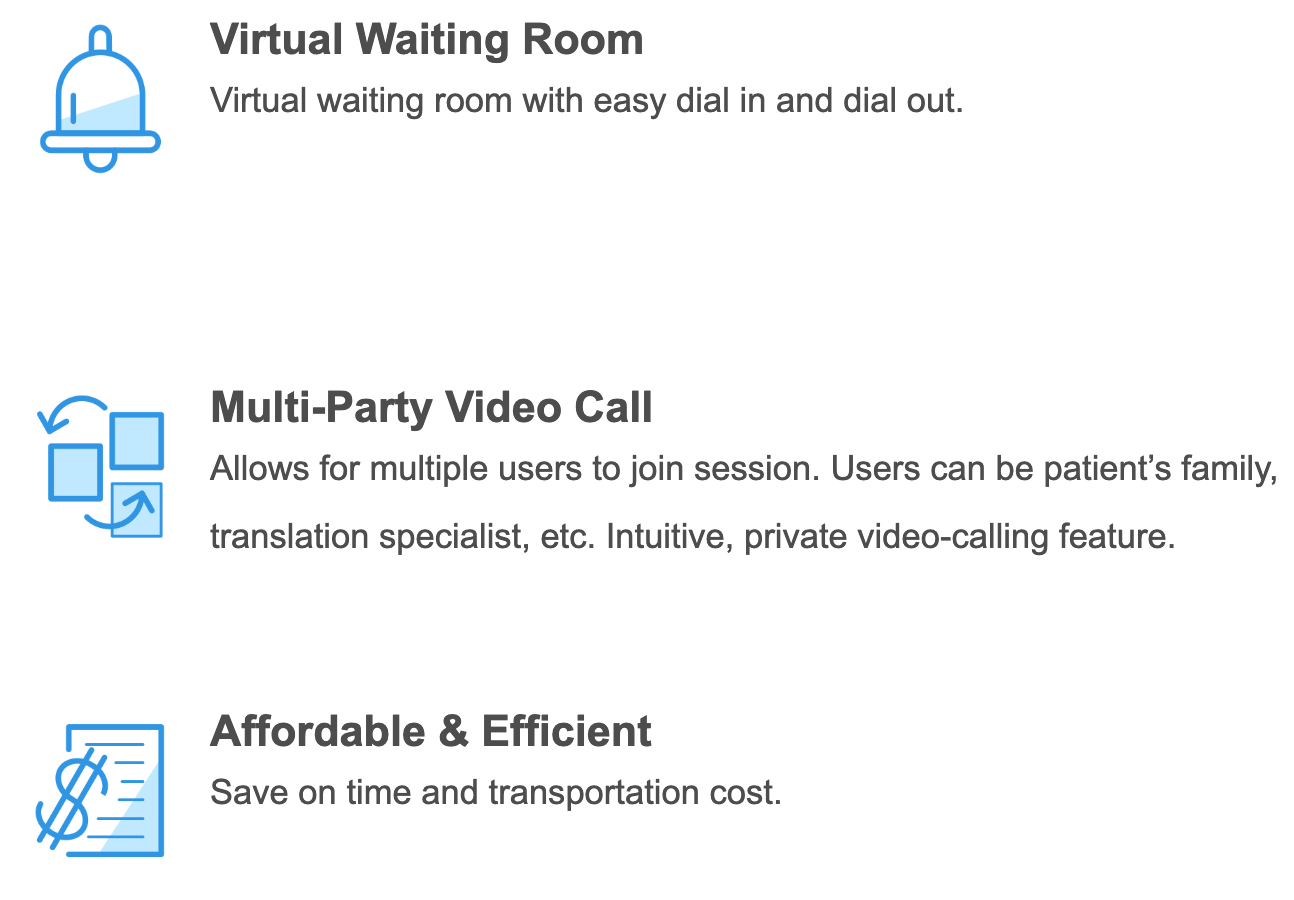 Virtual Waiting Room
Virtual waiting room with easy dial in and dial out.
Multi-Party Video Call
Allows for multiple users to join session. Users can be patient’s family,
translation specialist, etc. Intuitive, private video-calling feature.
Affordable & Efficient
Save on time and transportation cost.